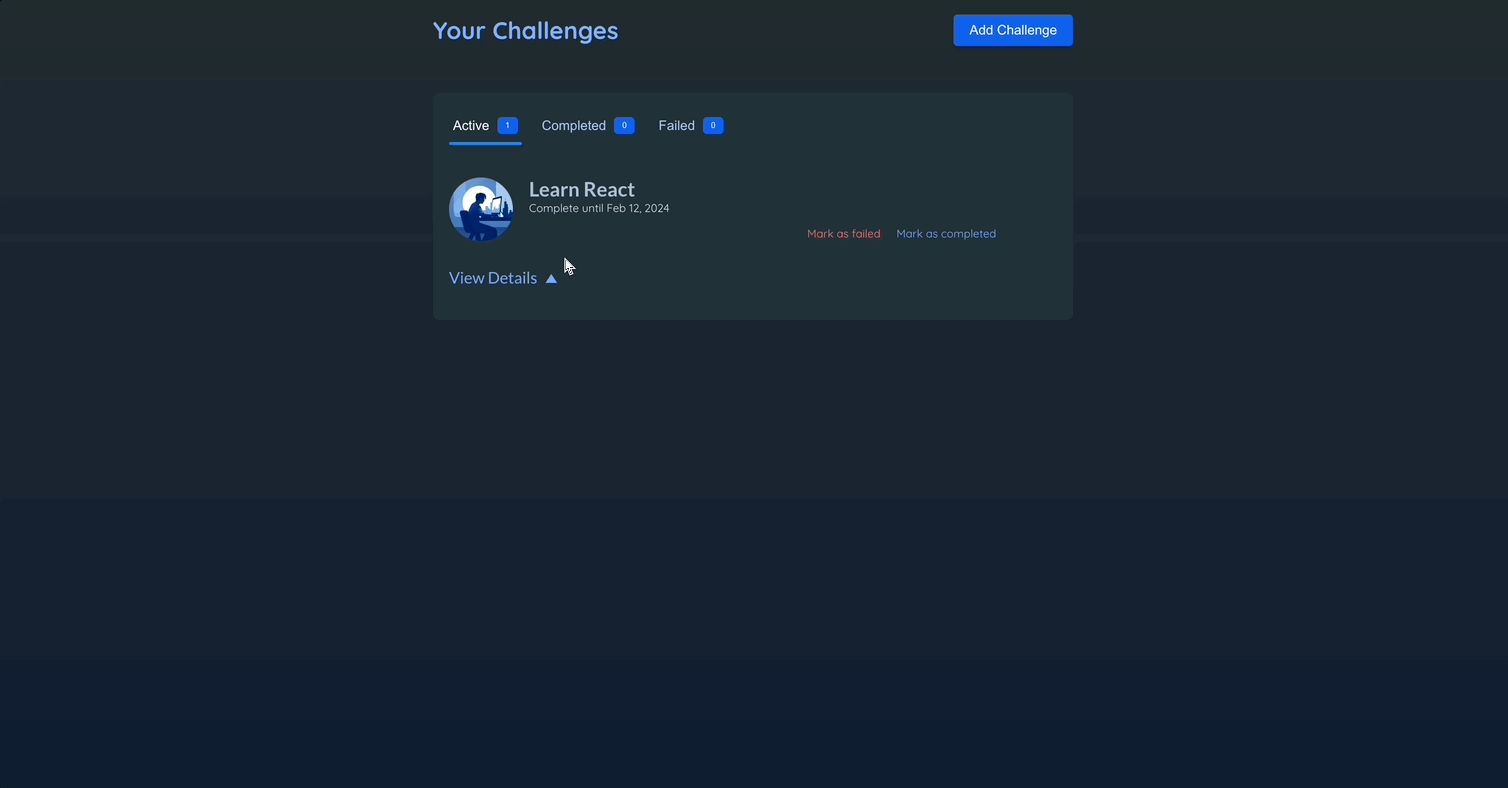 Your Challenges
Add Challenge
Active 1 Completed 0 Failed 0
Learn React
Complete until Feb 12, 2024
Mark as failed Mark as completed
View Details ▲